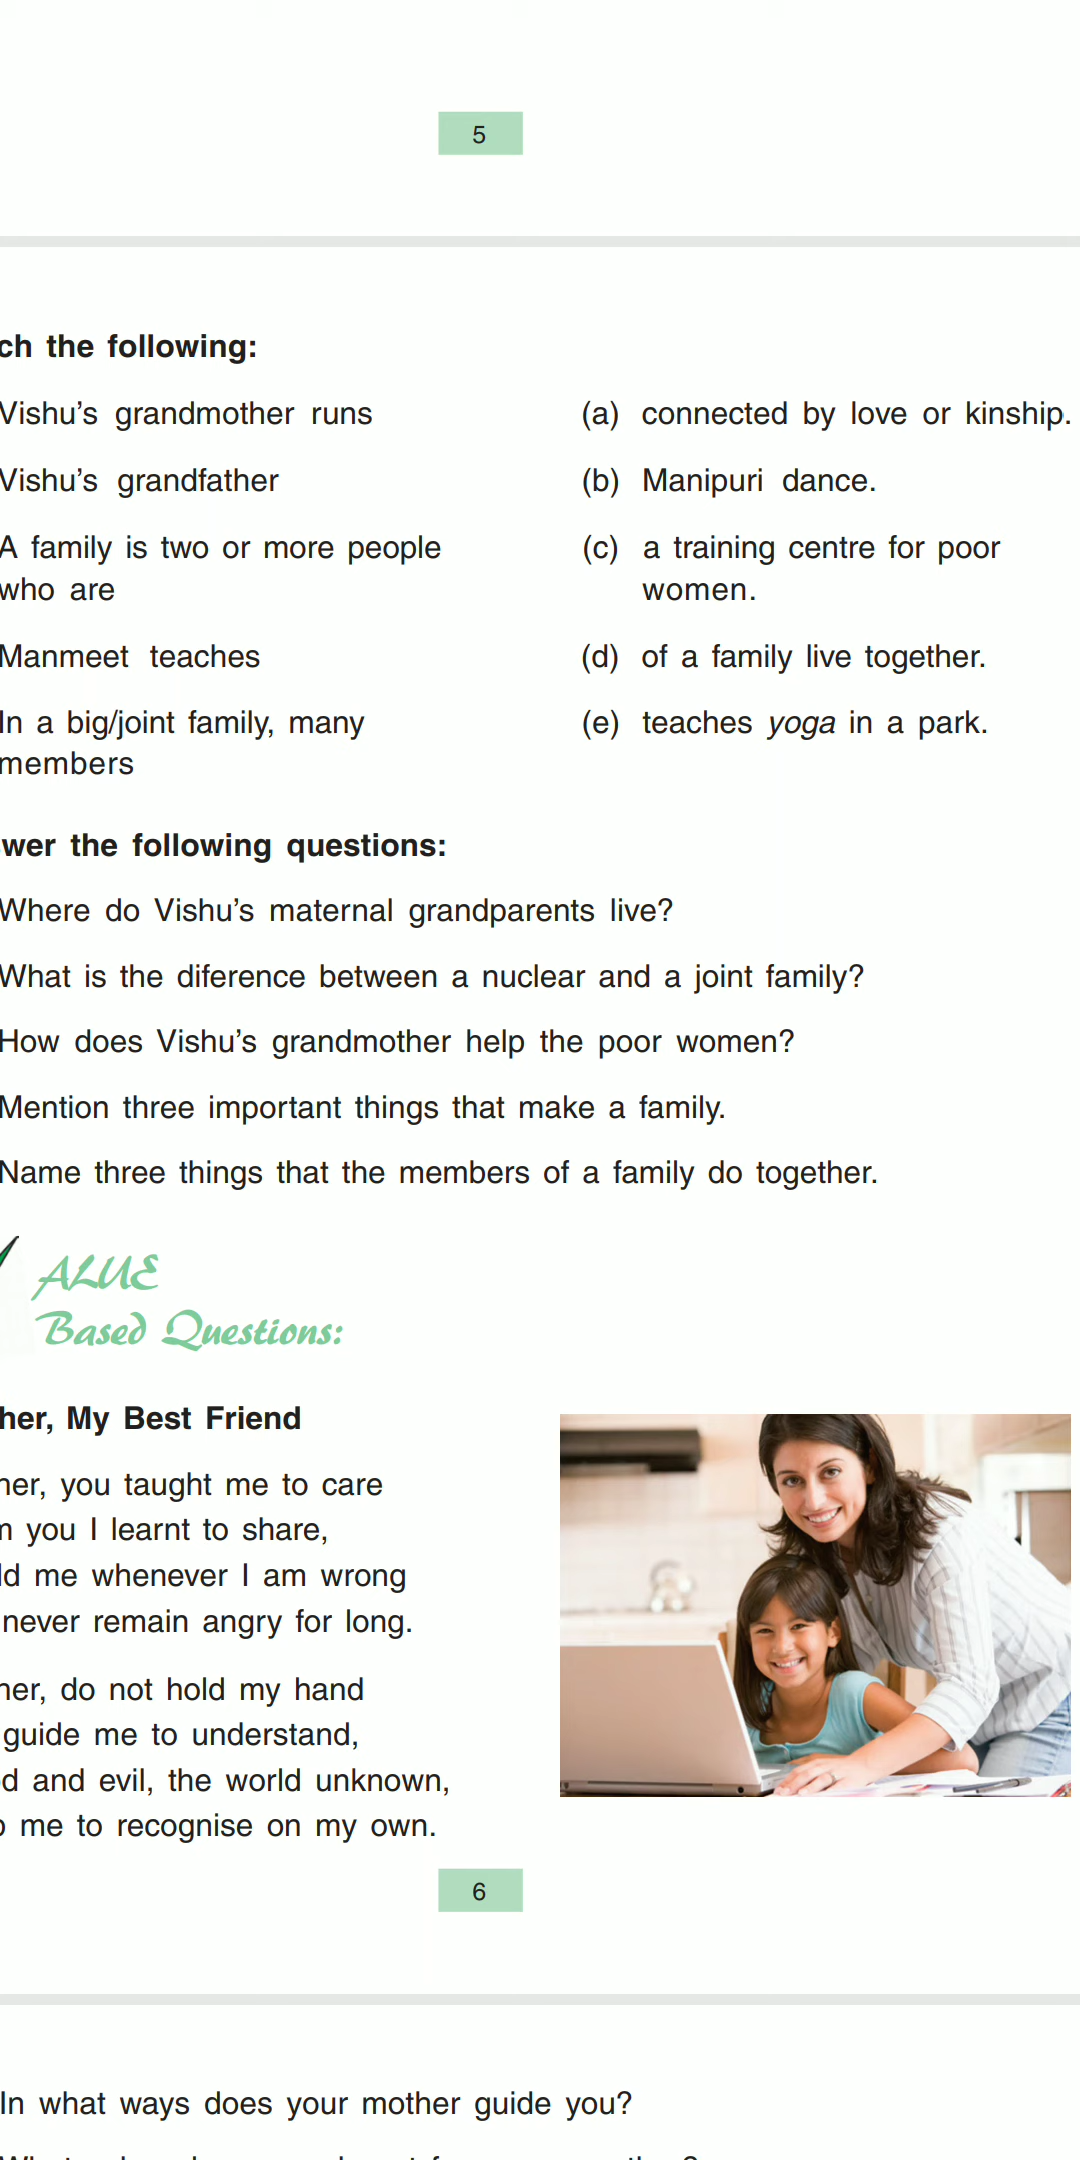 5
ch the following:
Vishu's grandmother runs (a) connected by love or kinship.
Vishu's grandfather (b) Manipuri dance.
A family is two or more people (c) a training centre for poor
who are women.
Manmeet teaches (d) of a family live together.
In a big/joint family, many (e) teaches yoga in a park.
members
wer the following questions:
Where do Vishu's maternal grandparents live?
What is the diference between a nuclear and a joint family?
How does Vishu's grandmother help the poor women?
Mention three important things that make a family.
Name three things that the members of a family do together.
ALUE
Based Questions:
her, My Best Friend
her, you taught me to care
you I learnt to share,
ld me whenever I am wrong
never remain angry for long.
her, do not hold my hand
guide me to understand,
d and evil, the world unknown,
me to recognise on my own.
6
In what ways does your mother guide you?